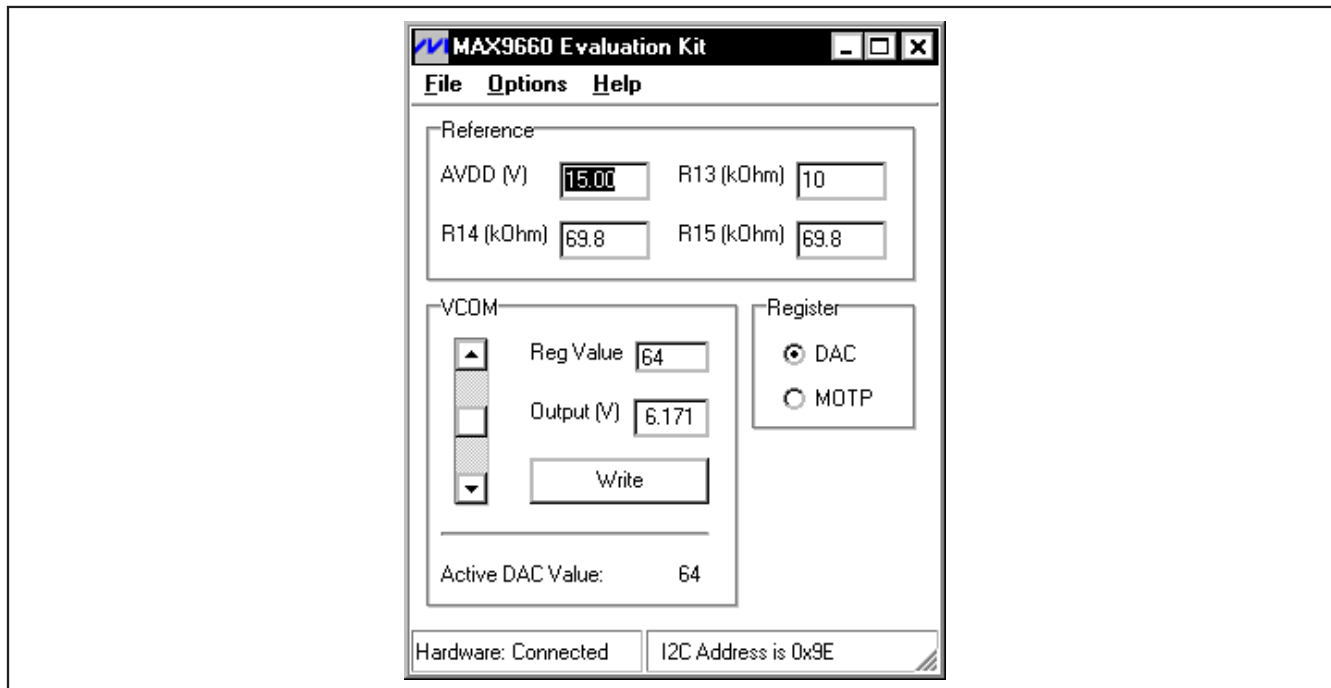 MAX9660 Evaluation Kit
File Options Help
Reference
AVDD (V) 15.00 R13 (kOhm) 10
R14 (kOhm) 69.8 R15 (kOhm) 69.8
VCOM
Reg Value 64
Output (V) 6.171
Write
Active DAC Value: 64
Register
DAC
MOTP
Hardware: Connected I2C Address is 0x9E